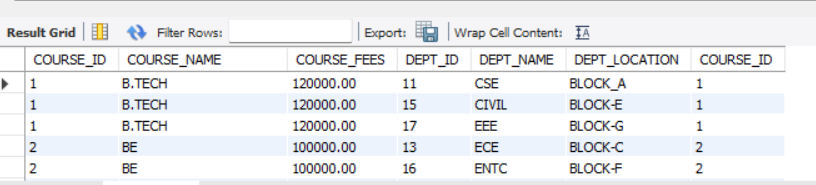 Result Grid Filter Rows: Export: Wrap Cell Content: IA
COURSE_ID COURSE_NAME COURSE_FEES DEPT_ID DEPT_NAME DEPT_LOCATION COURSE_ID
1 B.TECH 120000.00 11 CSE BLOCK_A 1
1 B.TECH 120000.00 15 CIVIL BLOCK-E 1
1 B.TECH 120000.00 17 EEE BLOCK-G 1
2 BE 100000.00 13 ECE BLOCK-C 2
2 BE 100000.00 16 ENTC BLOCK-F 2